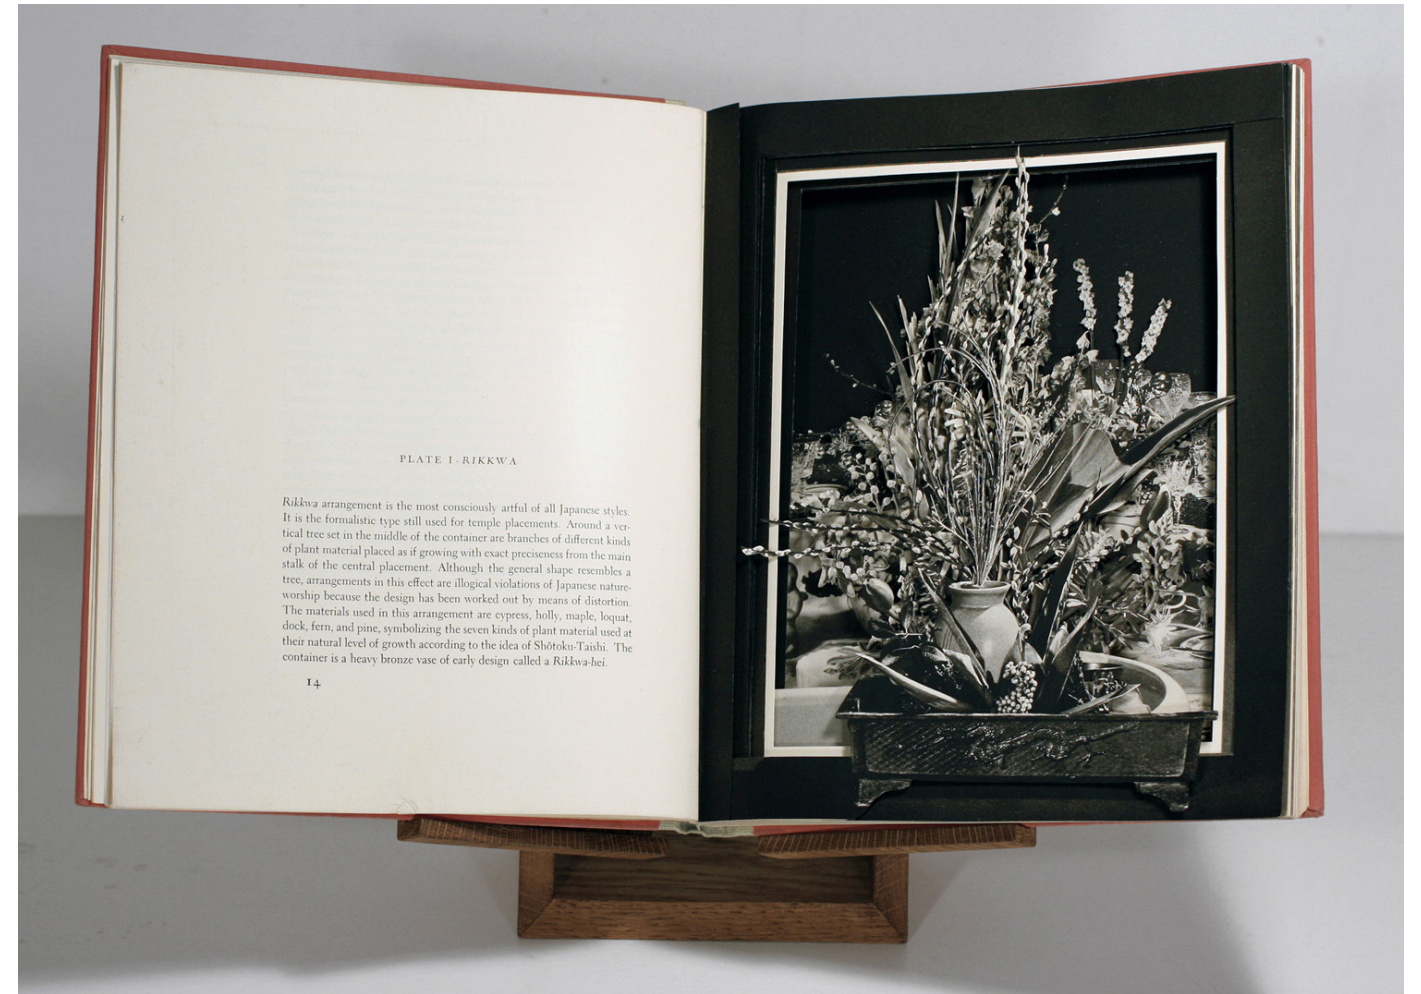 PLATE I. RIKKWA
Rikkwa arrangement is the most consciously artful of all Japanese styles.
It is the formalistic type still used for temple placements. Around a ver-
tical tree set in the middle of the container are branches of different kinds
of plant material placed as if growing with exact preciseness from the main
stalk of the central placement. Although the general shape resembles a
tree, arrangements in this effect are illogical violations of Japanese nature-
worship because the design has been worked out by means of distortion.
The materials used in this arrangement are cypress, holly, maple, loquat,
dock, fern, and pine, symbolizing the seven kinds of plant material used at
their natural level of growth according to the idea of Shōtoku-Taishi. The
container is a heavy bronze vase of early design called a Rikkwa-hei.
14